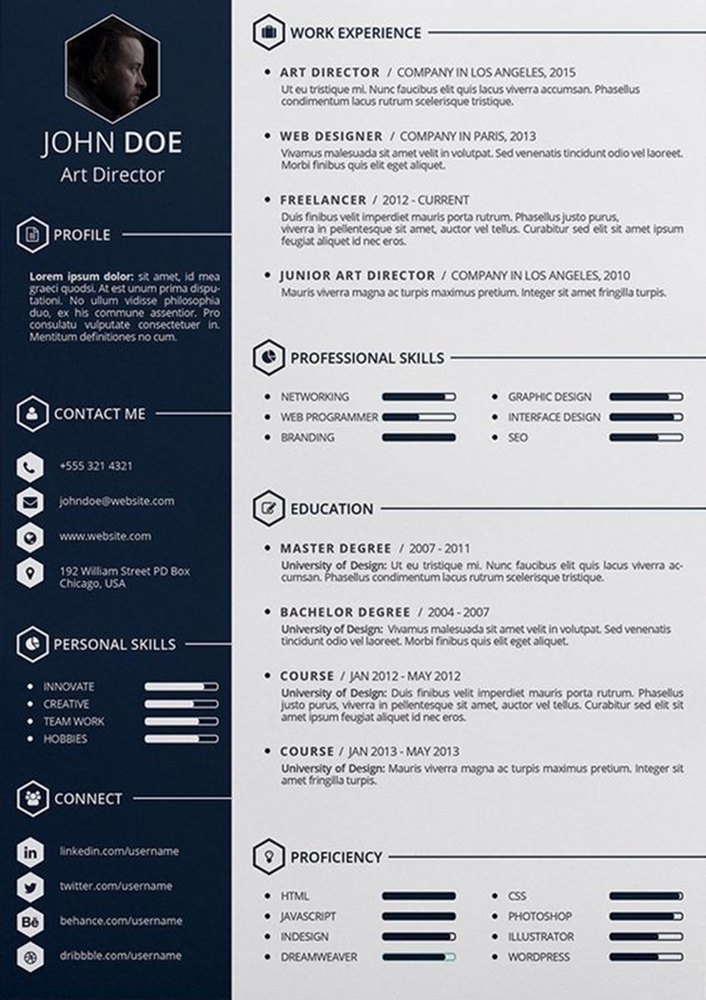 JOHN DOE
Art Director
PROFILE
Lorem ipsum dolor: sit amet, id mea
graeci quodsi. At est unum prima dispu-
tationi. No ullum vidisse philosophia
duo, ex his commune assentior. Pro
consulatu vulputate consectetuer in.
Mentitum definitiones no cum.
CONTACT ME
+555 321 4321
johndoe@website.com
www.website.com
192 William Street PD Box
Chicago, USA
PERSONAL SKILLS
INNOVATE
CREATIVE
TEAM WORK
HOBBIES
CONNECT
in linkedin.com/username
twitter.com/username
Bē behance.com/username
dribbble.com/username
WORK EXPERIENCE
ART DIRECTOR / COMPANY IN LOS ANGELES, 2015
Ut eu tristique mi. Nunc faucibus elit quis lacus viverra accumsan. Phasellus
condimentum lacus rutrum scelerisque tristique.
WEB DESIGNER / COMPANY IN PARIS, 2013
Vivamus malesuada sit amet velit in volutpat. Sed venenatis tincidunt odio vel laoreet.
Morbi finibus quis elit eget aliquet.
FREELANCER / 2012 - CURRENT
Duis finibus velit imperdiet mauris porta rutrum. Phasellus justo purus,
viverra in pellentesque sit amet, auctor vel tellus. Curabitur sed elit sit amet ipsum
feugiat aliquet id nec eros.
JUNIOR ART DIRECTOR / COMPANY IN LOS ANGELES, 2010
Mauris viverra magna ac turpis maximus pretium. Integer sit amet fringilla turpis.
PROFESSIONAL SKILLS
NETWORKING
GRAPHIC DESIGN
WEB PROGRAMMER
INTERFACE DESIGN
BRANDING
SEO
EDUCATION
MASTER DEGREE / 2007 - 2011
University of Design: Ut eu tristique mi. Nunc faucibus elit quis lacus viverra ac-
cumsan. Phasellus condimentum lacus rutrum scelerisque tristique.
BACHELOR DEGREE / 2004 - 2007
University of Design: Vivamus malesuada sit amet velit in volutpat. Sed venenatis
tincidunt odio vel laoreet. Morbi finibus quis elit eget aliquet.
COURSE / JAN 2012 - MAY 2012
University of Design: Duis finibus velit imperdiet mauris porta rutrum. Phasellus
justo purus, viverra in pellentesque sit amet, auctor vel tellus. Curabitur sed elit sit
amet ipsum feugiat aliquet id nec eros.
COURSE / JAN 2013 - MAY 2013
University of Design: Mauris viverra magna ac turpis maximus pretium. Integer sit
amet fringilla turpis.
PROFICIENCY
HTML
CSS
JAVASCRIPT
PHOTOSHOP
INDESIGN
ILLUSTRATOR
DREAMWEAVER
WORDPRESS